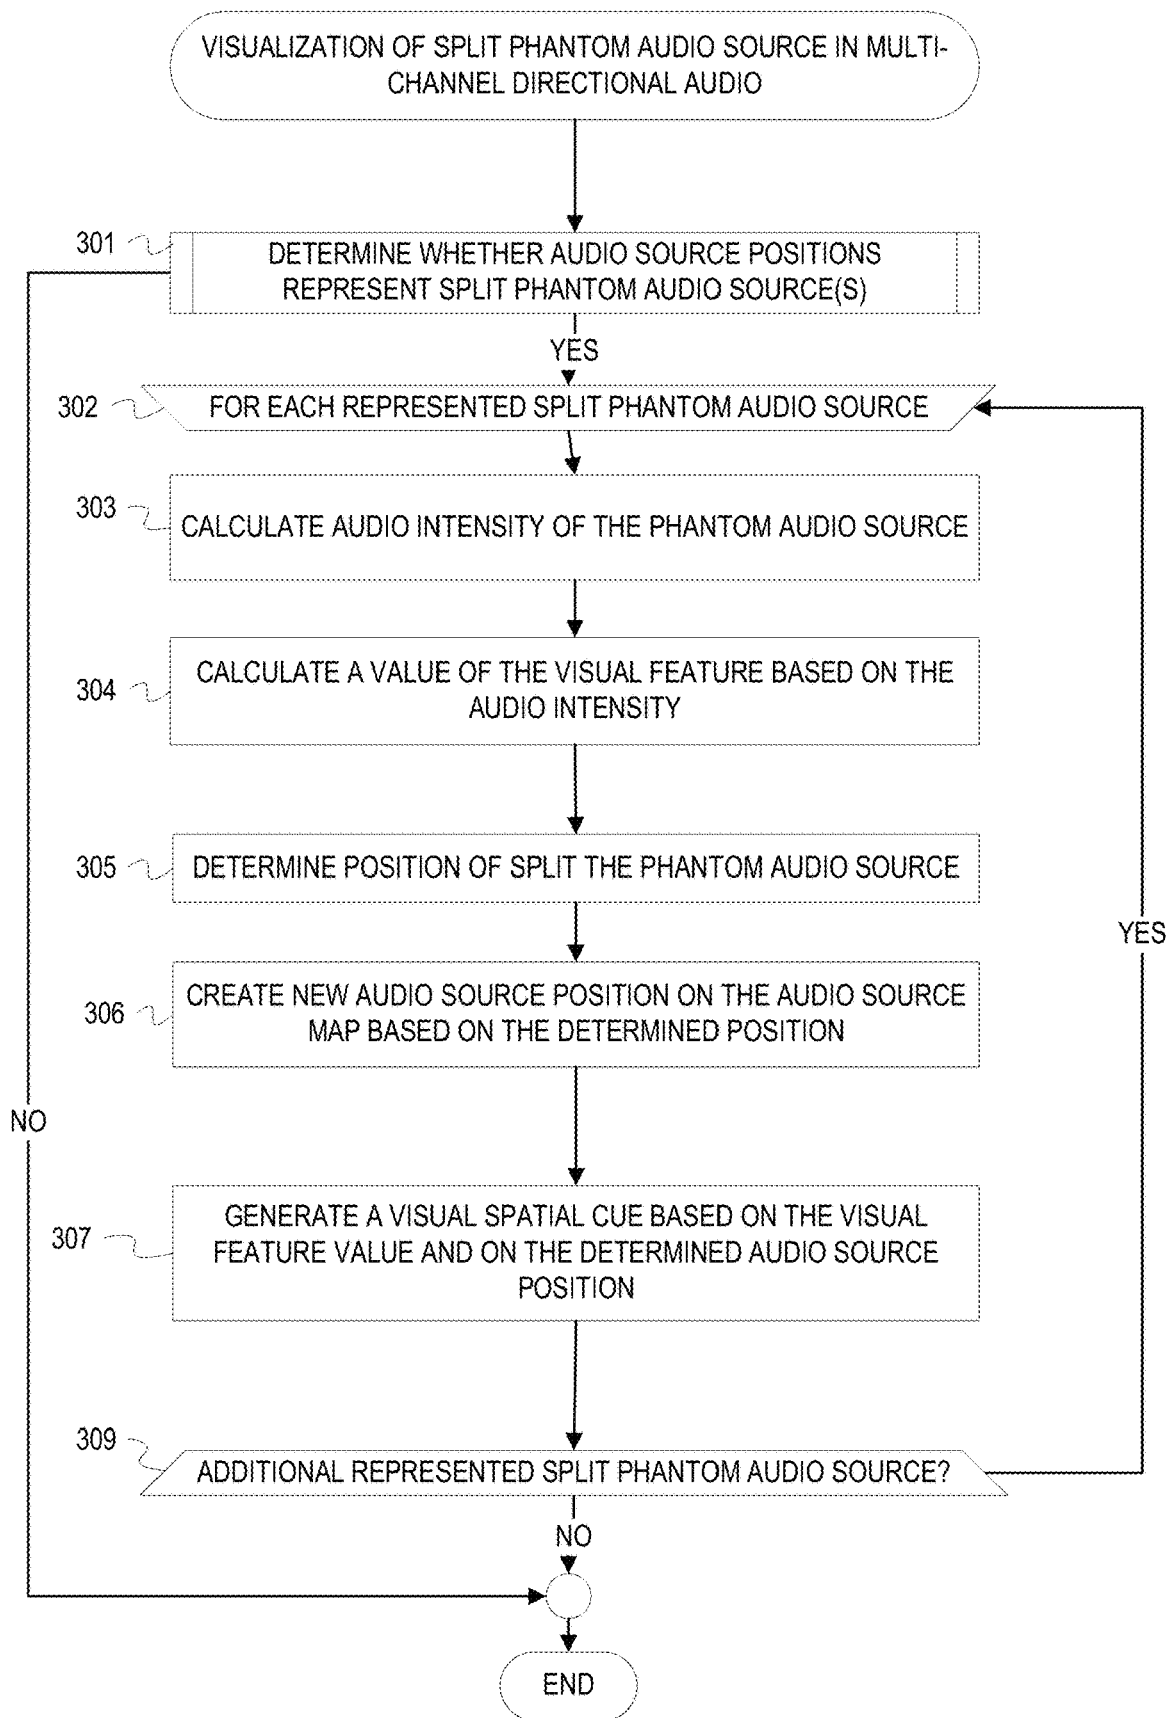 VISUALIZATION OF SPLIT PHANTOM AUDIO SOURCE IN MULTI-
CHANNEL DIRECTIONAL AUDIO
301
DETERMINE WHETHER AUDIO SOURCE POSITIONS
REPRESENT SPLIT PHANTOM AUDIO SOURCE(S)
YES
302
FOR EACH REPRESENTED SPLIT PHANTOM AUDIO SOURCE
303
CALCULATE AUDIO INTENSITY OF THE PHANTOM AUDIO SOURCE
304
CALCULATE A VALUE OF THE VISUAL FEATURE BASED ON THE
AUDIO INTENSITY
305
DETERMINE POSITION OF SPLIT THE PHANTOM AUDIO SOURCE
YES
306
CREATE NEW AUDIO SOURCE POSITION ON THE AUDIO SOURCE
MAP BASED ON THE DETERMINED POSITION
NO
307
GENERATE A VISUAL SPATIAL CUE BASED ON THE VISUAL
FEATURE VALUE AND ON THE DETERMINED AUDIO SOURCE
POSITION
309
ADDITIONAL REPRESENTED SPLIT PHANTOM AUDIO SOURCE?
NO
END